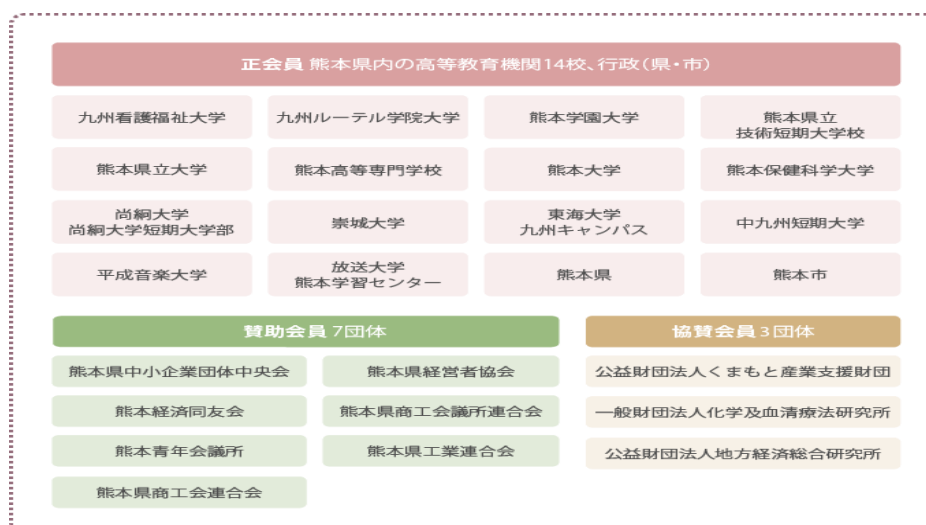 正会員 熊本県内の高等教育機関14校、行政(県・市)
九州看護福祉大学
九州ルーテル学院大学
熊本学園大学
熊本県立
技術短期大学校
熊本県立大学
熊本高等専門学校
熊本大学
熊本保健科学大学
尚絅大学
尚絅大学短期大学部
崇城大学
東海大学
九州キャンパス
中九州短期大学
平成音楽大学
放送大学
熊本学習センター
熊本県
熊本市
賛助会員 7団体
熊本県中小企業団体中央会
熊本県経営者協会
熊本経済同友会
熊本県商工会議所連合会
熊本青年会議所
熊本県工業連合会
熊本県商工会連合会
協賛会員 3団体
公益財団法人くまもと産業支援財団
一般財団法人化学及血清療法研究所
公益財団法人地方経済総合研究所